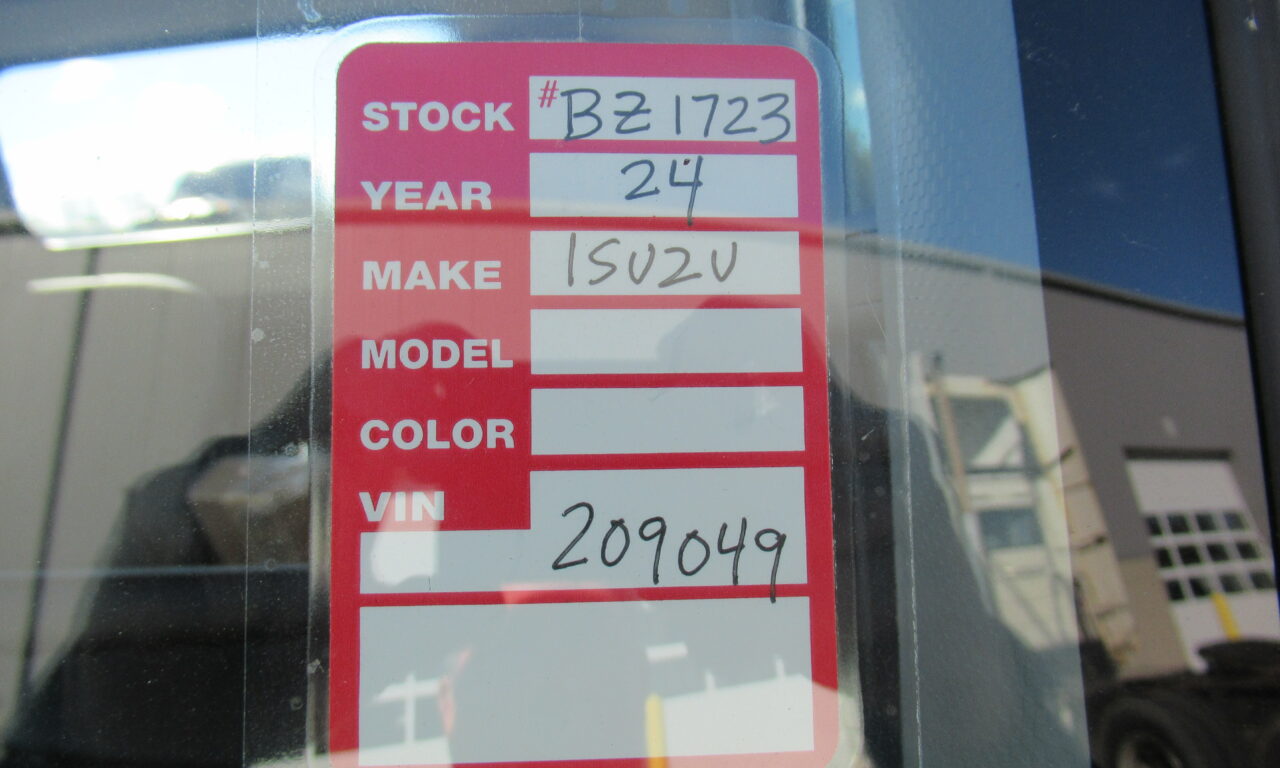 STOCK #BZ1723
YEAR 24
MAKE ISUZU
MODEL
COLOR
VIN 209049